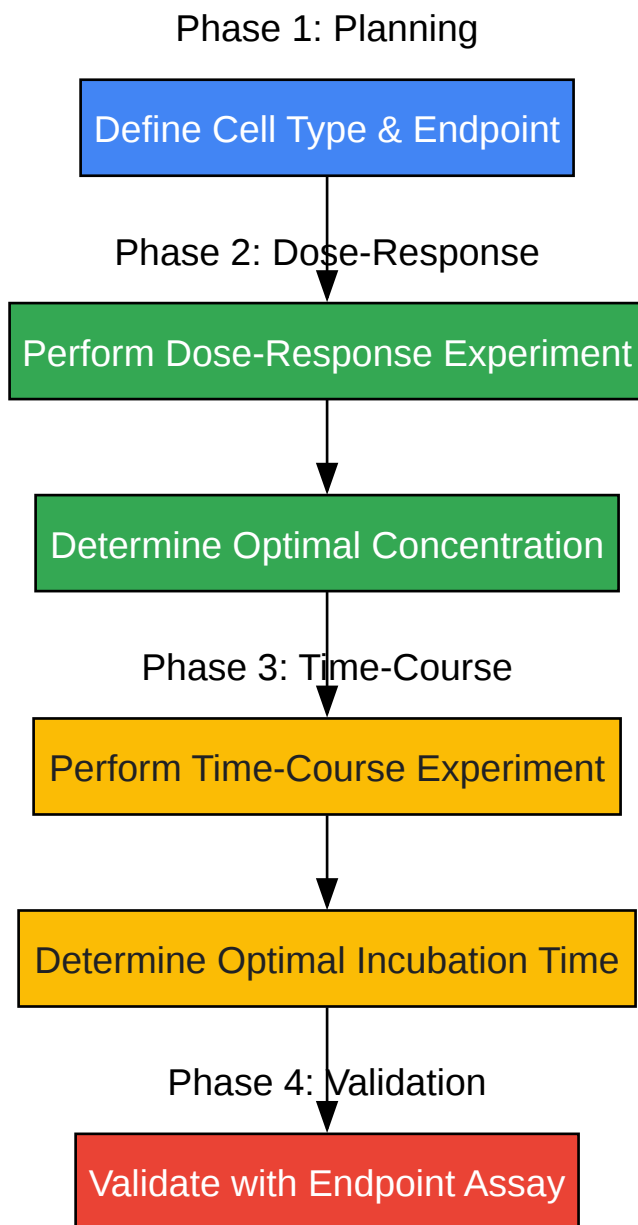 Phase 1: Planning
Define Cell Type & Endpoint
Phase 2: Dose-Response
Perform Dose-Response Experiment
Determine Optimal Concentration
Phase 3: Time-Course
Perform Time-Course Experiment
Determine Optimal Incubation Time
Phase 4: Validation
Validate with Endpoint Assay